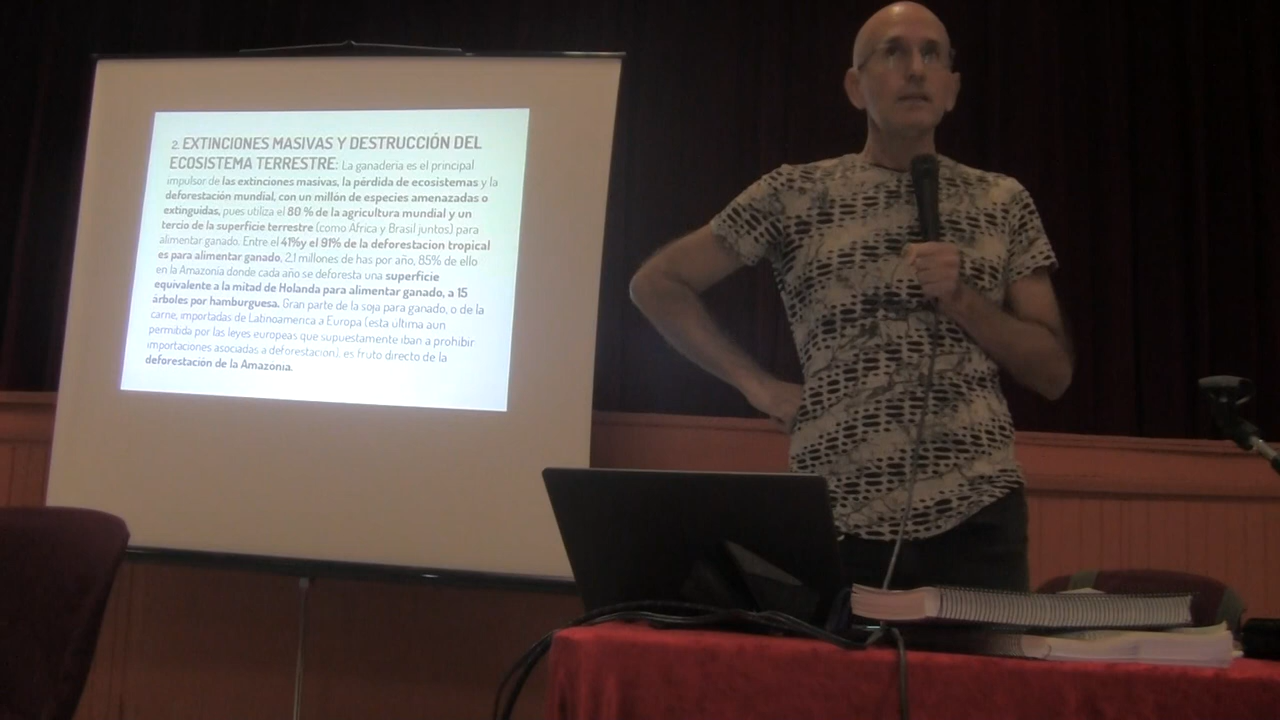 2. EXTINCIONES MASIVAS Y DESTRUCCIÓN DEL
ECOSISTEMA TERRESTRE: La ganaderia es el principal
impulsor de las extinciones masivas, la pérdida de ecosistemas y la
deforestación mundial, con un millón de especies amenazadas o
extinguidas, pues utiliza el 80 % de la agricultura mundial y un
tercio de la superficie terrestre (como Africa y Brasil juntos) para
alimentar ganado. Entre el 41%y el 91% de la deforestacion tropical
es para alimentar ganado. 2,1 millones de has por año, 85% de ello
en la Amazonia donde cada año se deforesta una superficie
equivalente a la mitad de Holanda para alimentar ganado, a 15
árboles por hamburguesa. Gran parte de la soja para ganado, o de la
carne, importadas de Latinoamerica a Europa (esta ultima aun
permitida por las leyes europeas que supuestamente iban a prohibir
importaciones asociadas a deforestacion), es fruto directo de la
deforestación de la Amazonia.